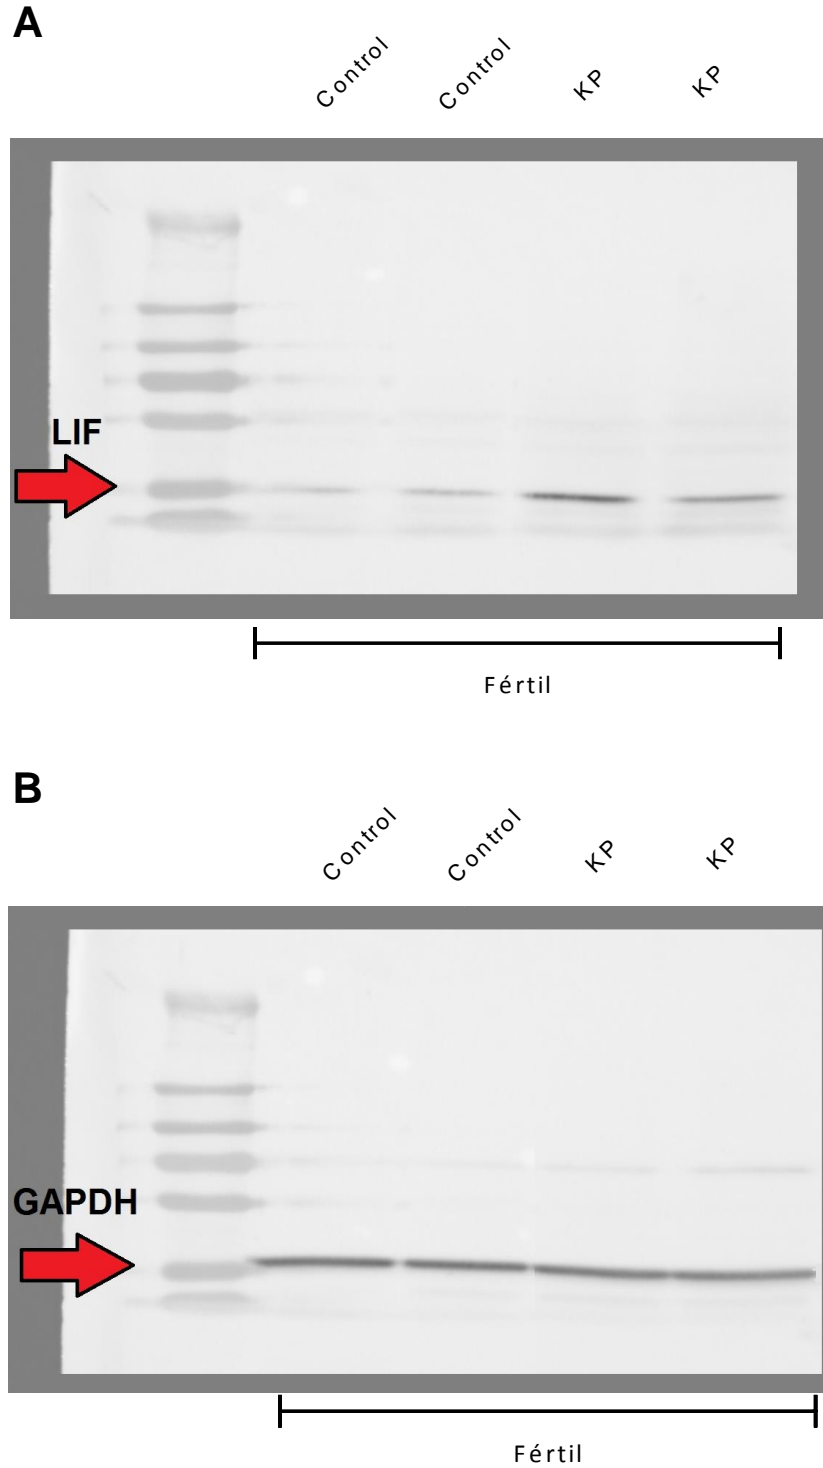 A
Control Control KP KP
LIF
Fértil
B
Control Control KP KP
GAPDH
Fértil